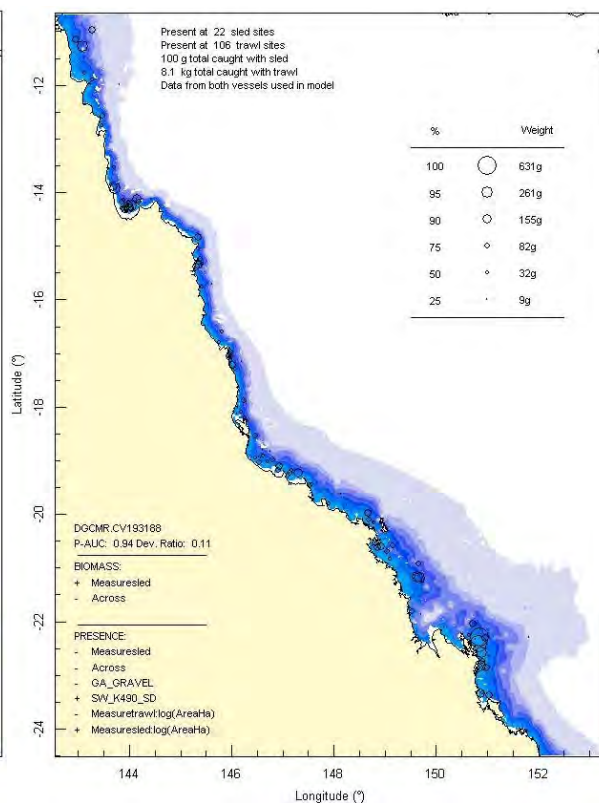 Present at 22 sled sites
Present at 106 trawl sites
100 g total caught with sled
8.1 kg total caught with trawl
Data from both vessels used in model
% Weight
100 631g
95 261g
90 155g
75 82g
50 32g
25 9g
-12
-14
-16
-18
-20
-22
-24
Latitude (°)
DGCMR.CV193188
P-AUC: 0.94 Dev. Ratio: 0.11
BIOMASS:
+ Measuresled
- Across
PRESENCE:
- Measuresled
- Across
- GA_GRAVEL
+ SW_K490_SD
- Measuretrawl:log(AreaHa)
+ Measuresled:log(AreaHa)
144 146 148 150 152
Longitude (°)